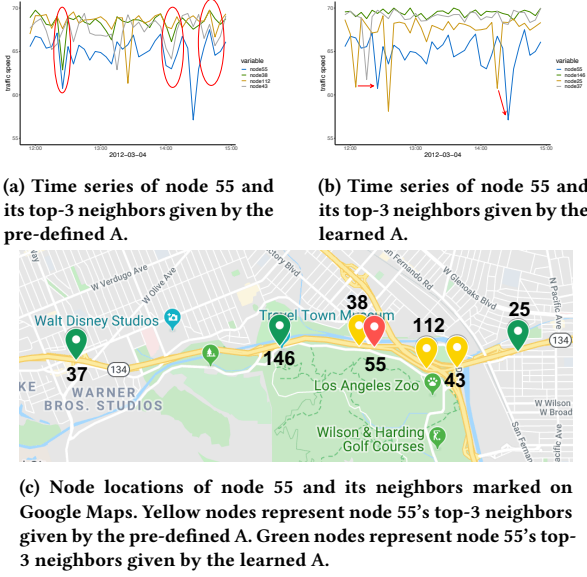 70
65
60
55
traffic speed
12:00
13:00
14:00
15:00
2012−03−04
variable
node55
node38
node112
node43
70
65
60
55
traffic speed
12:00
13:00
14:00
15:00
2012−03−04
variable
node55
node146
node25
node37
(a) Time series of node 55 and
its top-3 neighbors given by the
pre-defined A.
(b) Time series of node 55 and
its top-3 neighbors given by the
learned A.
W Verdugo Ave
W Olive Ave
Victory Blvd
San Fernando Rd
W Glenoaks Blvd
N Pacific Ave
Walt Disney Studios
Travel Town Museum
38
112
25
134
37
134
146
55
43
Los Angeles Zoo
KE
WARNER
BROS. STUDIOS
Wilson & Harding
Golf Courses
W Wilson
W Broad
San Fernan
acific Ave
(c) Node locations of node 55 and its neighbors marked on
Google Maps. Yellow nodes represent node 55's top-3 neighbors
given by the pre-defined A. Green nodes represent node 55's top-
3 neighbors given by the learned A.